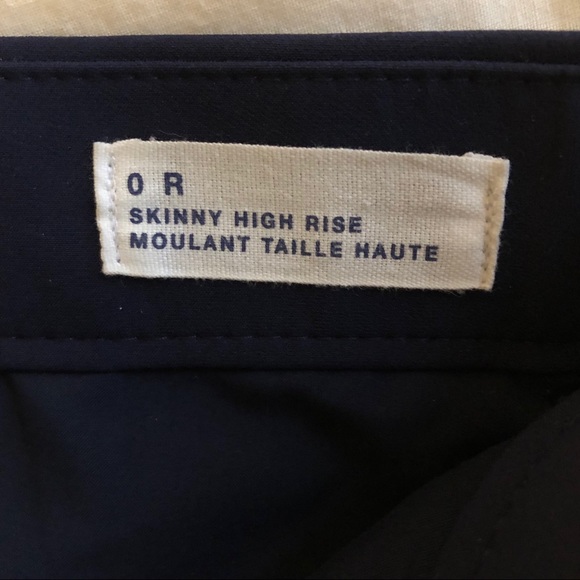 0 R
SKINNY HIGH RISE
MOULANT TAILLE HAUTE